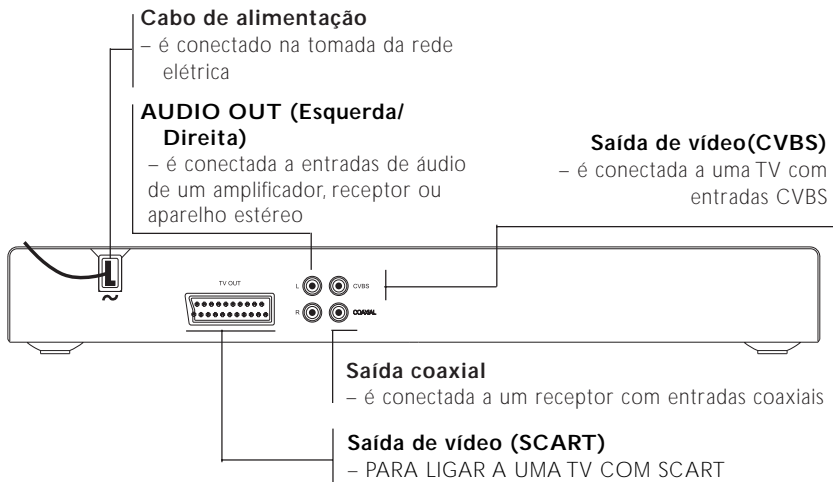 Cabo de alimentação
– é conectado na tomada da rede
elétrica
AUDIO OUT (Esquerda/
Direita)
– é conectada a entradas de áudio
de um amplificador, receptor ou
aparelho estéreo
Saída de vídeo(CVBS)
– é conectada a uma TV com
entradas CVBS
TV OUT
L
CVBS
R
COAXIAL
~
Saída coaxial
– é conectada a um receptor com entradas coaxiais
Saída de vídeo (SCART)
– PARA LIGAR A UMA TV COM SCART